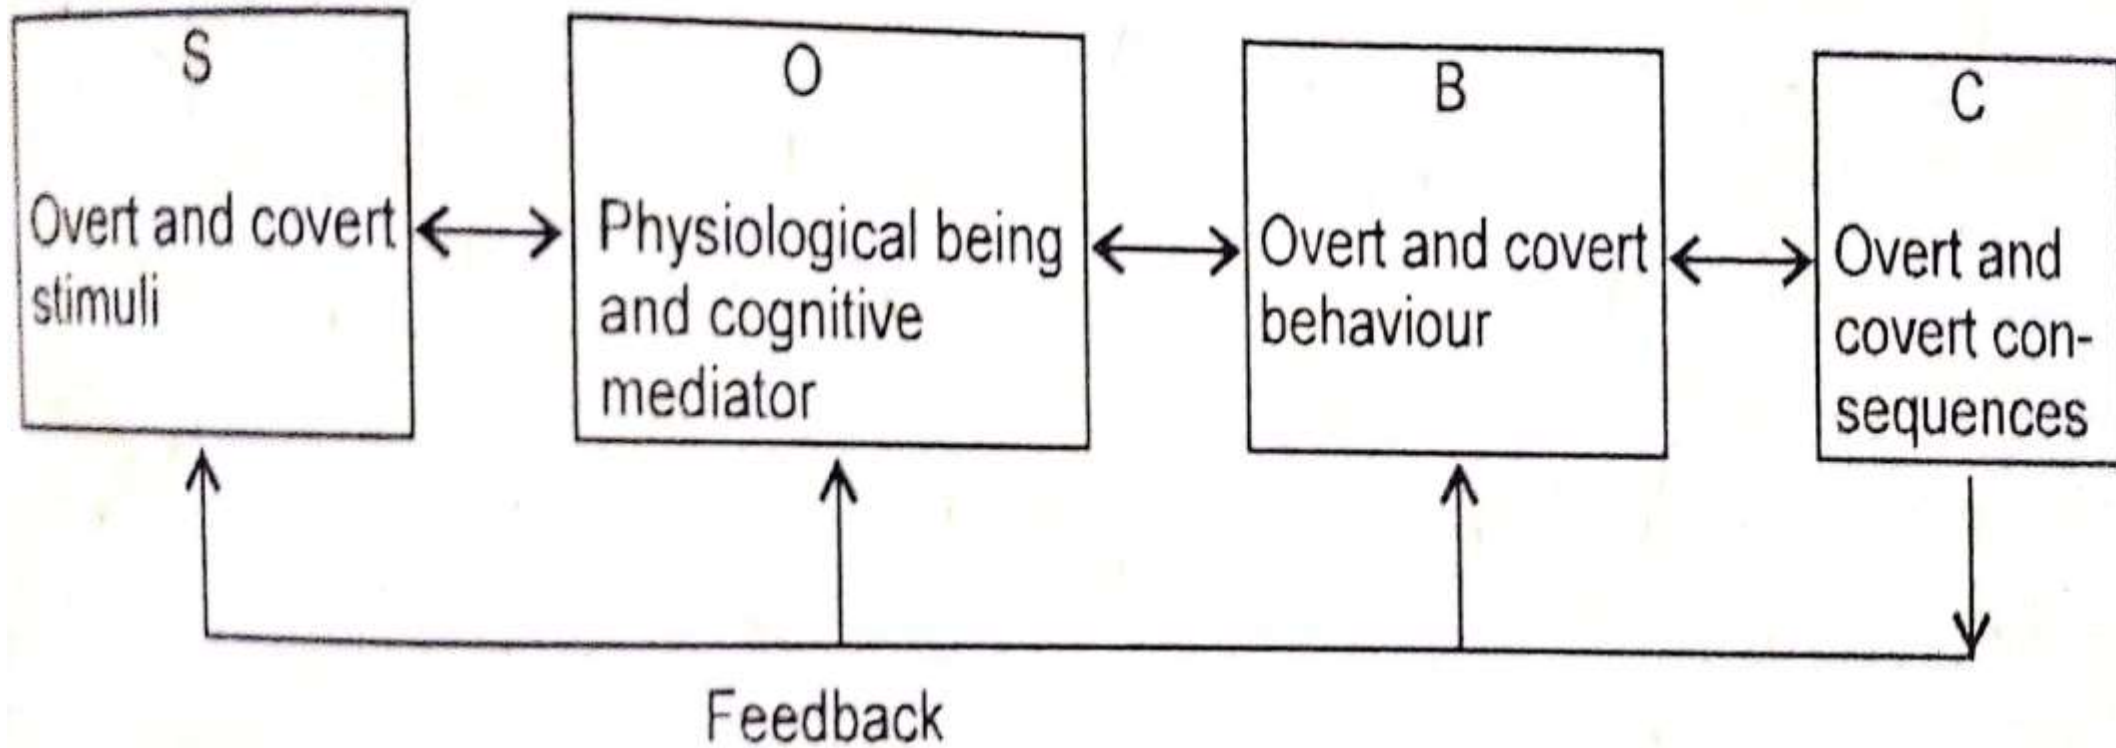 S
Overt and covert
stimuli
O
Physiological being
and cognitive
mediator
B
Overt and covert
behaviour
C
Overt and
covert con-
sequences
Feedback